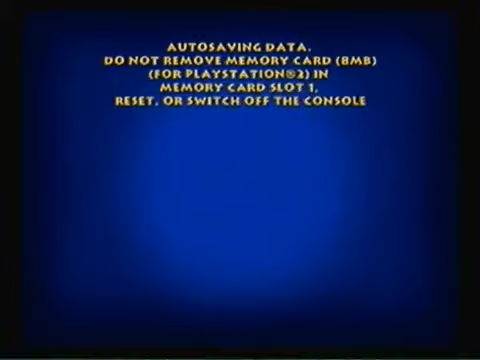 AUTOSAVING DATA.
DO NOT REMOVE MEMORY CARD (8MB)
(FOR PLAYSTATION®2) IN
MEMORY CARD SLOT 1,
RESET, OR SWITCH OFF THE CONSOLE